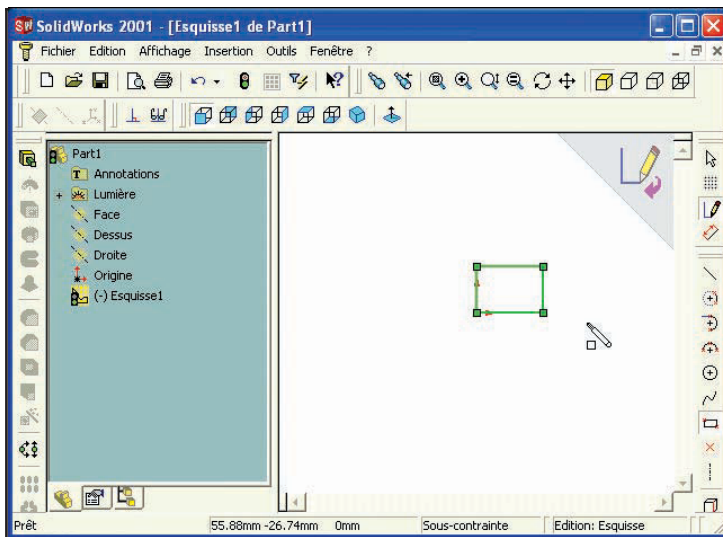 SolidWorks 2001 - [Esquisse1 de Part1]
Fichier Edition Affichage Insertion Outils Fenêtre ?
Part1
Annotations
Lumière
Face
Dessus
Droite
Origine
(-) Esquisse1
Prêt 55.88mm -26.74mm 0mm Sous-contrainte Edition: Esquisse